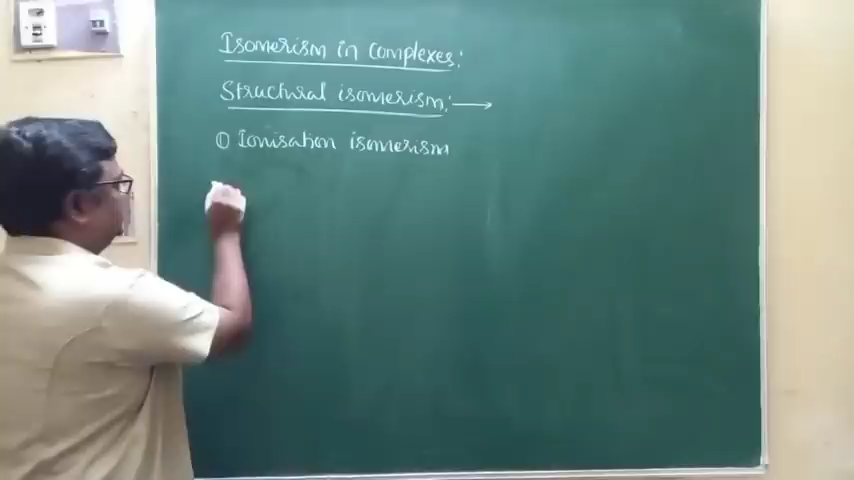 Isomerism in complexes:
Structural isomerism: →
① Ionisation isomerism